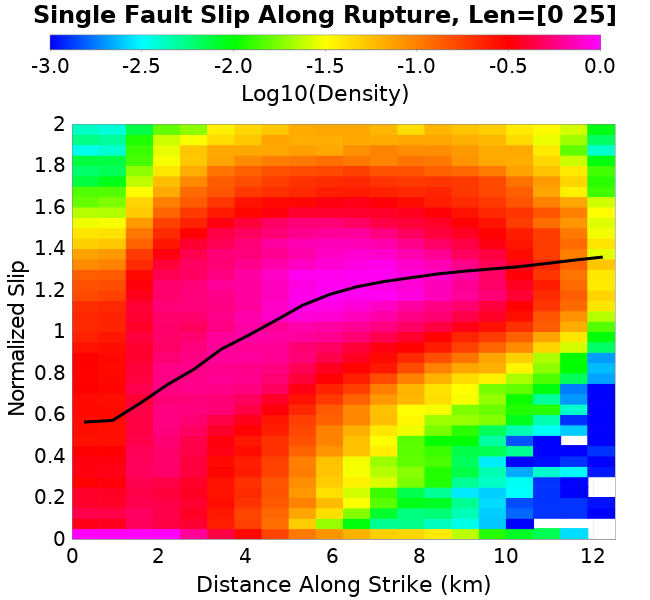 Single Fault Slip Along Rupture, Len=[0 25]
-3.0 -2.5 -2.0 -1.5 -1.0 -0.5 0.0
Log10(Density)
2
1.8
1.6
1.4
1.2
1
0.8
0.6
0.4
0.2
0
Normalized Slip
0 2 4 6 8 10 12
Distance Along Strike (km)